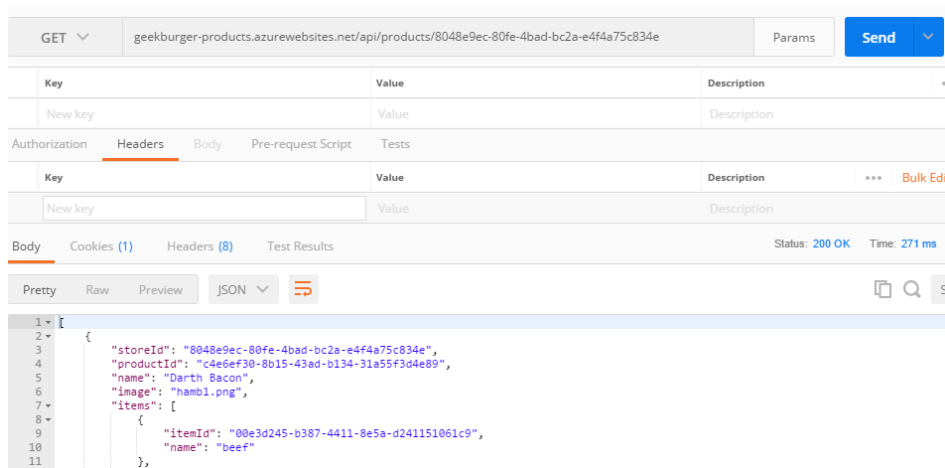 GET geekburger-products.azurewebsites.net/api/products/8048e9ec-80fe-4bad-bc2a-e4f4a75c834e Params Send
Key Value Description
New key Value Description
Authorization Headers Body Pre-request Script Tests
Key Value Description ••• Bulk Edi
New key Value Description
Body Cookies (1) Headers (8) Test Results Status: 200 OK Time: 271 ms
Pretty Raw Preview JSON S
1 [
2 {
3 "storeId": "8048e9ec-80fe-4bad-bc2a-e4f4a75c834e",
4 "productId": "c4e6ef30-8b15-43ad-b134-31a55f3d4e89",
5 "name": "Darth Bacon",
6 "image": "hamb1.png",
7 "items": [
8 {
9 "itemId": "00e3d245-b387-4411-8e5a-d241151061c9",
10 "name": "beef"
11 },